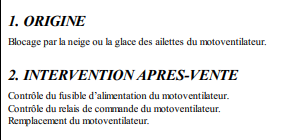 1. ORIGINE
Blocage par la neige ou la glace des ailettes du motoventilateur.
2. INTERVENTION APRES-VENTE
Contrôle du fusible d'alimentation du motoventilateur.
Contrôle du relais de commande du motoventilateur.
Remplacement du motoventilateur.